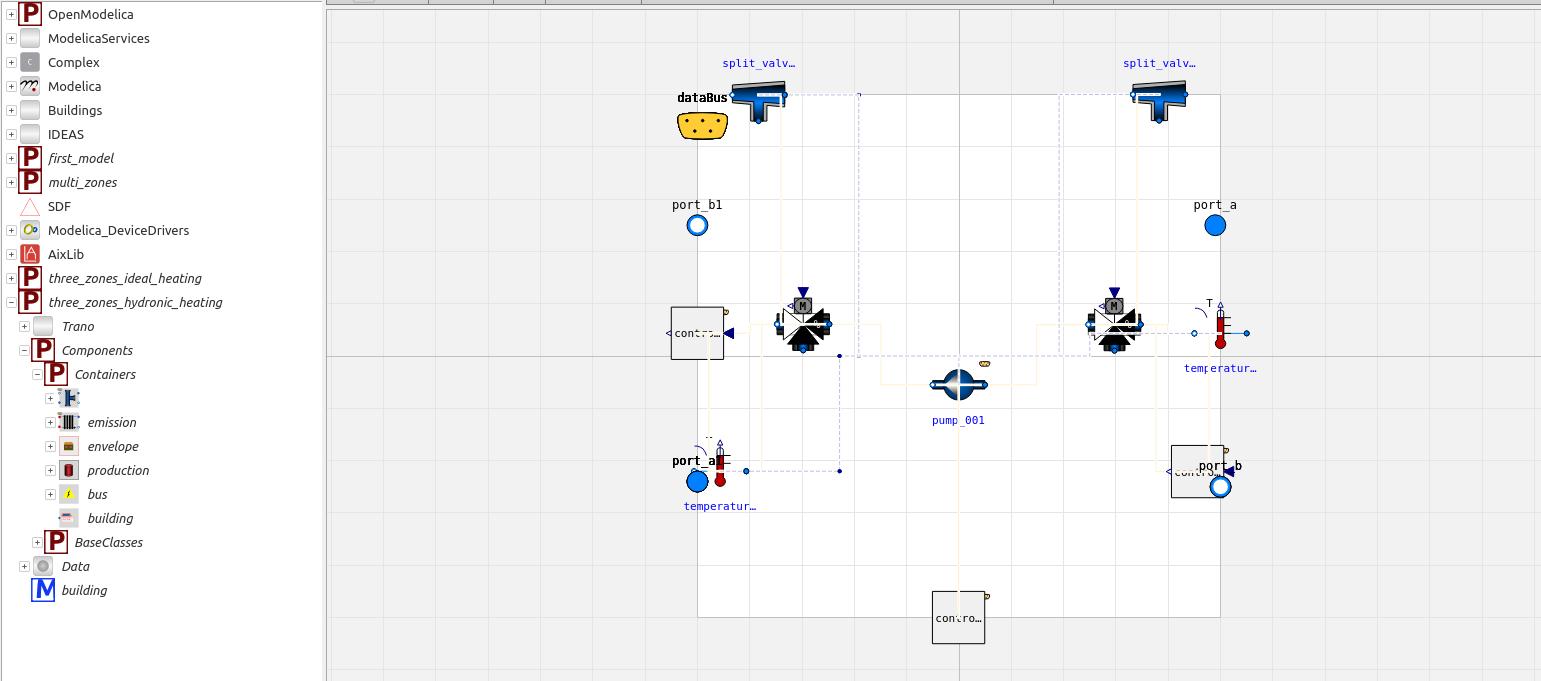 OpenModelica
ModelicaServices
Complex
Modelica
Buildings
IDEAS
first_model
multi_zones
SDF
Modelica_DeviceDrivers
AixLib
three_zones_ideal_heating
three_zones_hydronic_heating
Trano
Components
Containers
emission
envelope
production
bus
building
BaseClasses
Data
building
split_valv…
split_valv…
dataBus
port_b1
port_a
M
M
T
contro…
temperatur…
pump_001
port_a
port_b
contro…
temperatur…
contro…